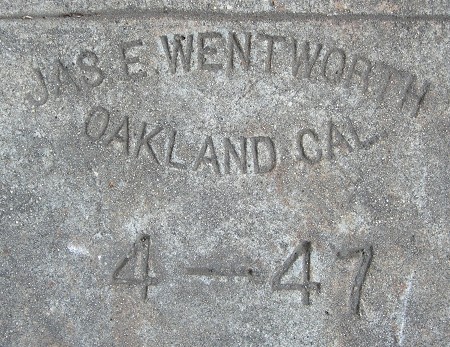 JAS. E. WENTWORTH
OAKLAND CAL.
4-47